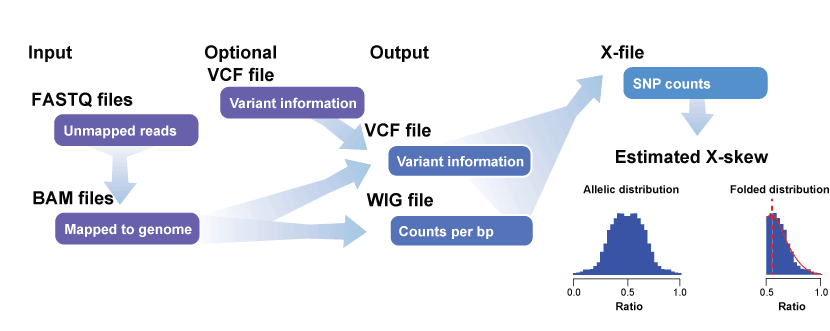 Input
Optional
Output
X-file
VCF file
Variant information
SNP counts
FASTQ files
Unmapped reads
VCF file
Variant information
Estimated X-skew
BAM files
Mapped to genome
WIG file
Counts per bp
Allelic distribution
Folded distribution
0.0 0.5 1.0
Ratio
0.5 1.0
Ratio